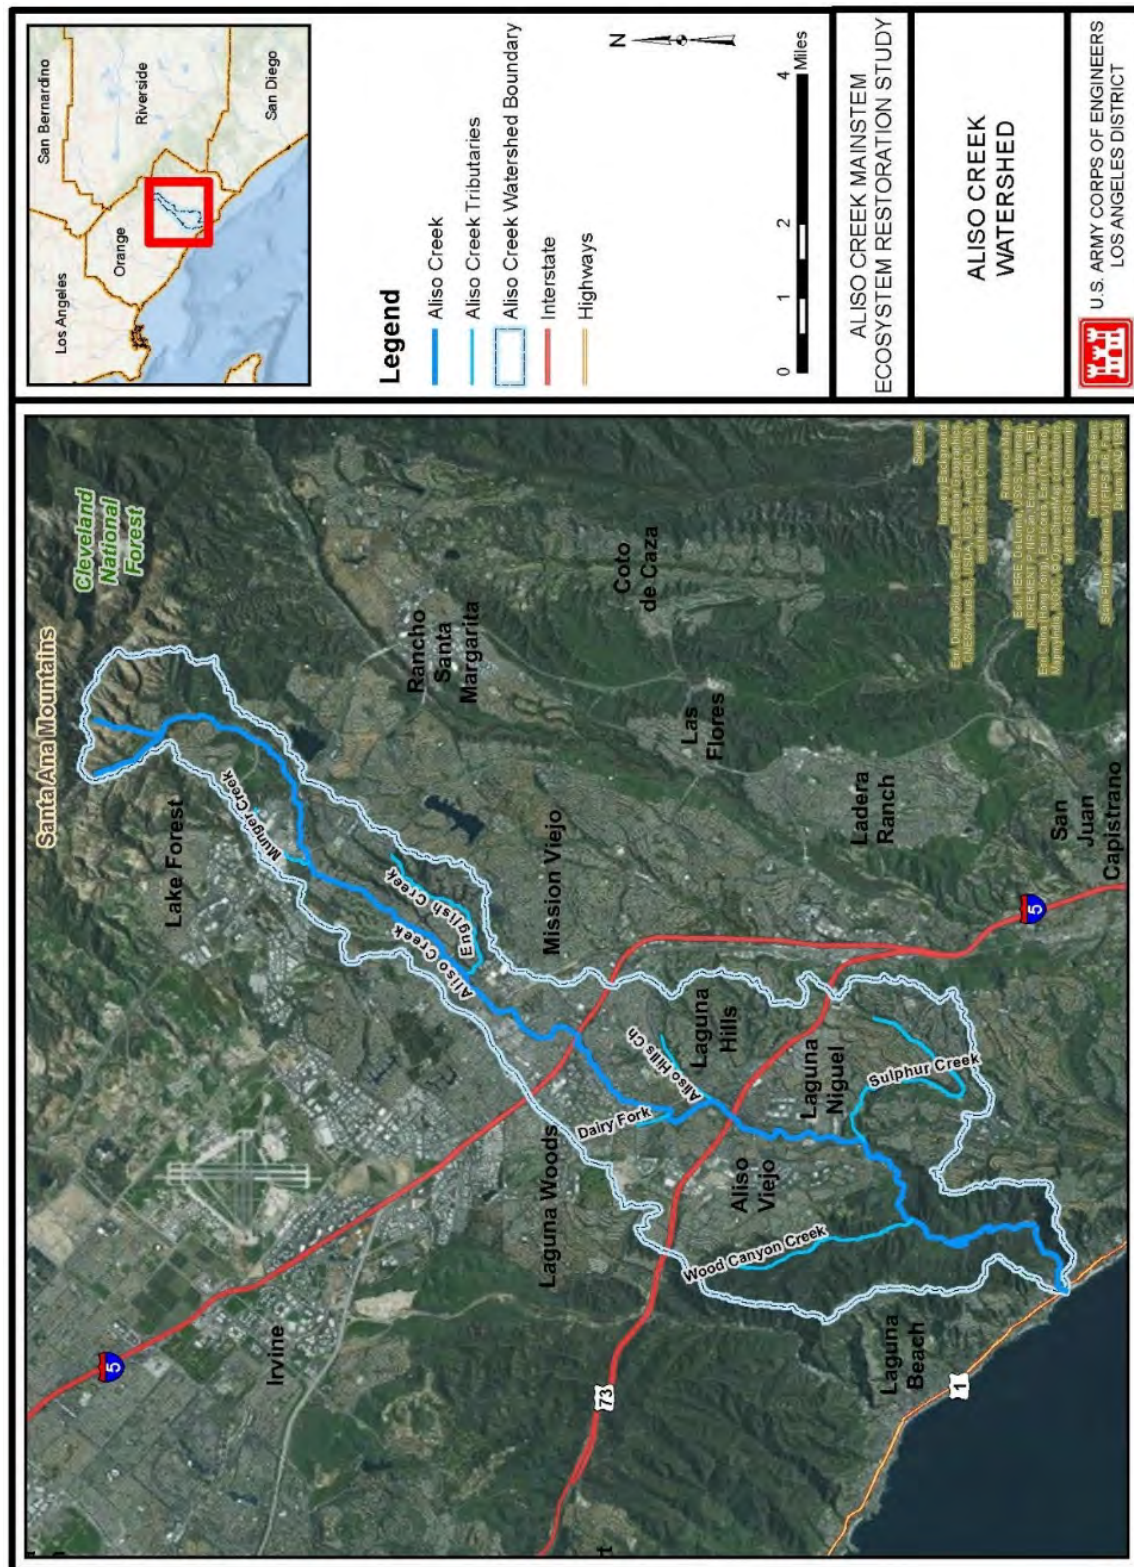 Santa Ana Mountains
Cleveland
National
Forest
Lake Forest
Munger Creek
English Creek
Aliso Creek
Rancho
Santa
Margarita
Coto
de Caza
Las
Flores
Mission Viejo
Ladera
Ranch
San
Juan
Capistrano
5
Irvine
5
Laguna Woods
Dairy Fork
Aliso Hills Ch
Laguna
Hills
Laguna
Niguel
Sulphur Creek
Aliso
Viejo
Wood Canyon Creek
73
Laguna
Beach
1
San Bernardino
Los Angeles
Riverside
Orange
San Diego
Legend
Aliso Creek
Aliso Creek Tributaries
Aliso Creek Watershed Boundary
Interstate
Highways
N
0 1 2 4
Miles
ALISO CREEK MAINSTEM
ECOSYSTEM RESTORATION STUDY
ALISO CREEK
WATERSHED
U.S. ARMY CORPS OF ENGINEERS
LOS ANGELES DISTRICT